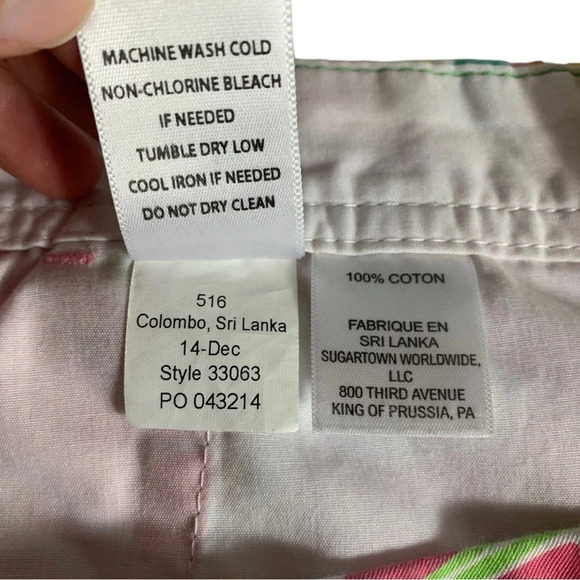 MACHINE WASH COLD
NON-CHLORINE BLEACH
IF NEEDED
TUMBLE DRY LOW
COOL IRON IF NEEDED
DO NOT DRY CLEAN
516
Colombo, Sri Lanka
14-Dec
Style 33063
PO 043214
100% COTON
FABRIQUE EN
SRI LANKA
SUGARTOWN WORLDWIDE,
LLC
800 THIRD AVENUE
KING OF PRUSSIA, PA